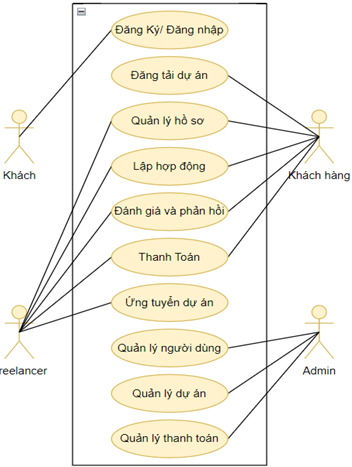 Đăng Ký/ Đăng nhập
Đăng tải dự án
Quản lý hồ sơ
Lập hợp động
Khách
Khách hàng
Đánh giá và phản hồi
Thanh Toán
Ứng tuyển dự án
Quản lý người dùng
reelancer
Admin
Quản lý dự án
Quản lý thanh toán